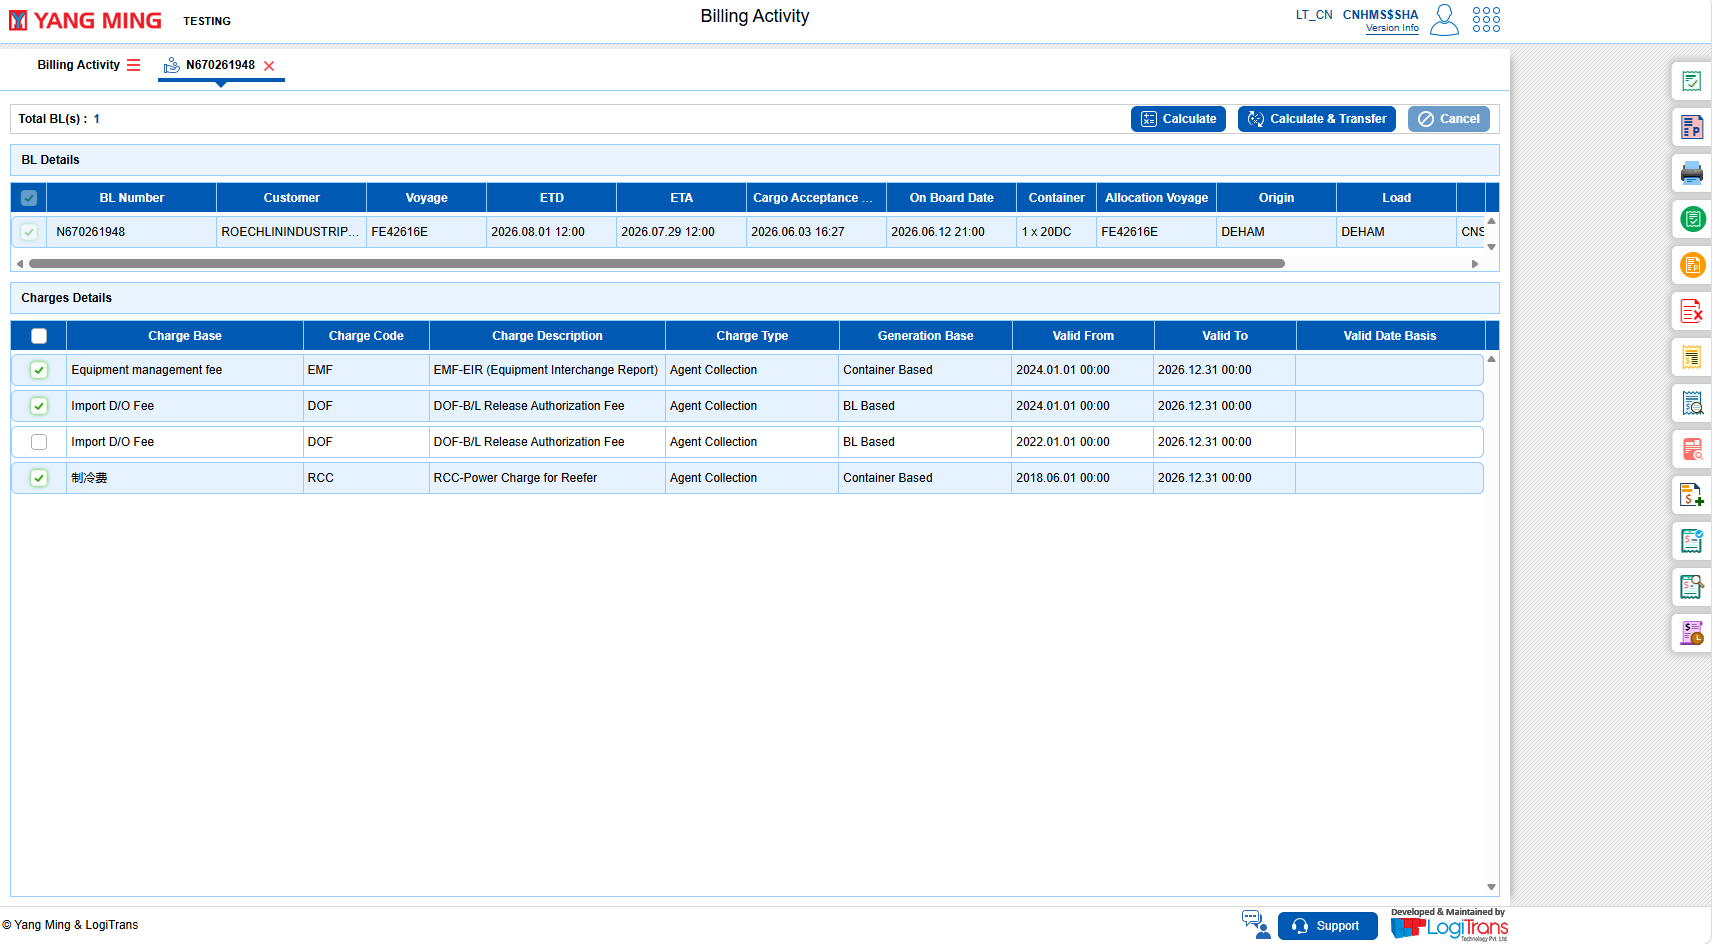 YANG MING TESTING Billing Activity LT_CN CNHMS$SHA
Version Info
Billing Activity N670261948
Total BL(s) : 1 Calculate Calculate & Transfer Cancel
BL Details
BL Number Customer Voyage ETD ETA Cargo Acceptance ... On Board Date Container Allocation Voyage Origin Load
N670261948 ROECHLININDUSTRIP... FE42616E 2026.08.01 12:00 2026.07.29 12:00 2026.06.03 16:27 2026.06.12 21:00 1 x 20DC FE42616E DEHAM DEHAM CNS
Charges Details
Charge Base Charge Code Charge Description Charge Type Generation Base Valid From Valid To Valid Date Basis
Equipment management fee EMF EMF-EIR (Equipment Interchange Report) Agent Collection Container Based 2024.01.01 00:00 2026.12.31 00:00
Import D/O Fee DOF DOF-B/L Release Authorization Fee Agent Collection BL Based 2024.01.01 00:00 2026.12.31 00:00
Import D/O Fee DOF DOF-B/L Release Authorization Fee Agent Collection BL Based 2022.01.01 00:00 2026.12.31 00:00
制冷费 RCC RCC-Power Charge for Reefer Agent Collection Container Based 2018.06.01 00:00 2026.12.31 00:00
© Yang Ming & LogiTrans Support Developed & Maintained by
LogiTrans
Technology Pvt. Ltd.